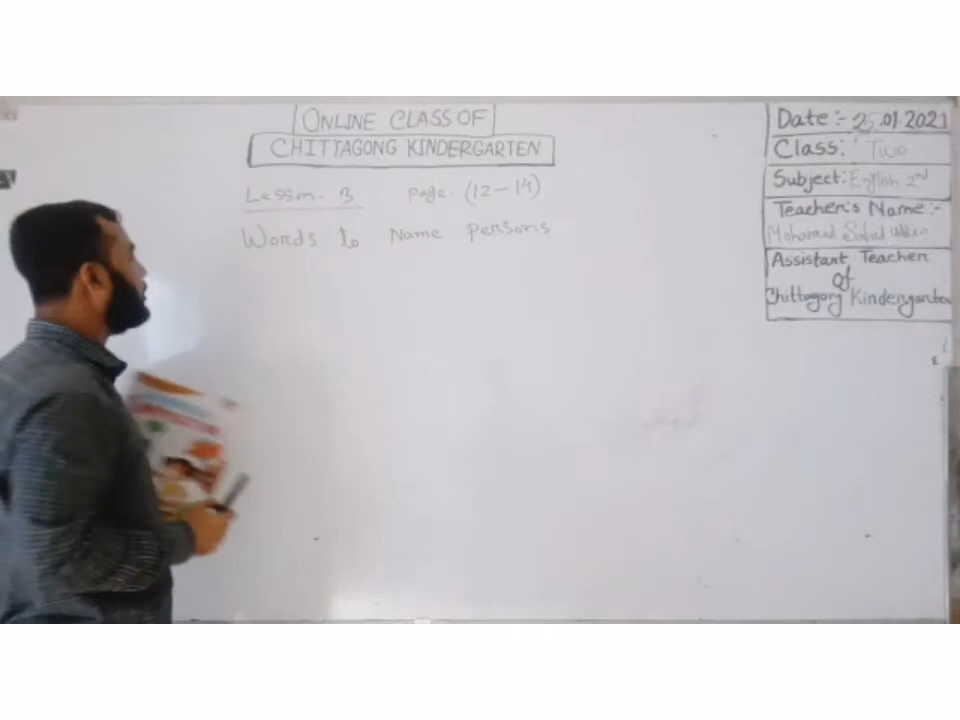 ONLINE CLASS OF
CHITTAGONG KINDERGARTEN
Lesson - 3 Page - (12-14)
Words to Name Persons
Date:- 25.01.2021
Class: Two
Subject: English 2nd
Teacher's Name:-
Mohamad
Assistant Teacher
of
Chittagong Kindergarten